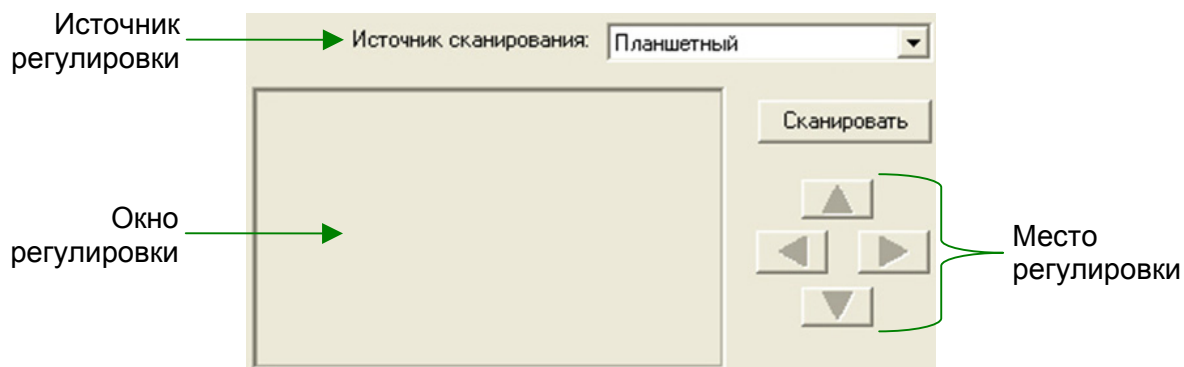 Источник
регулировки
Источник сканирования: Планшетный
Сканировать
Окно
регулировки
Место
регулировки